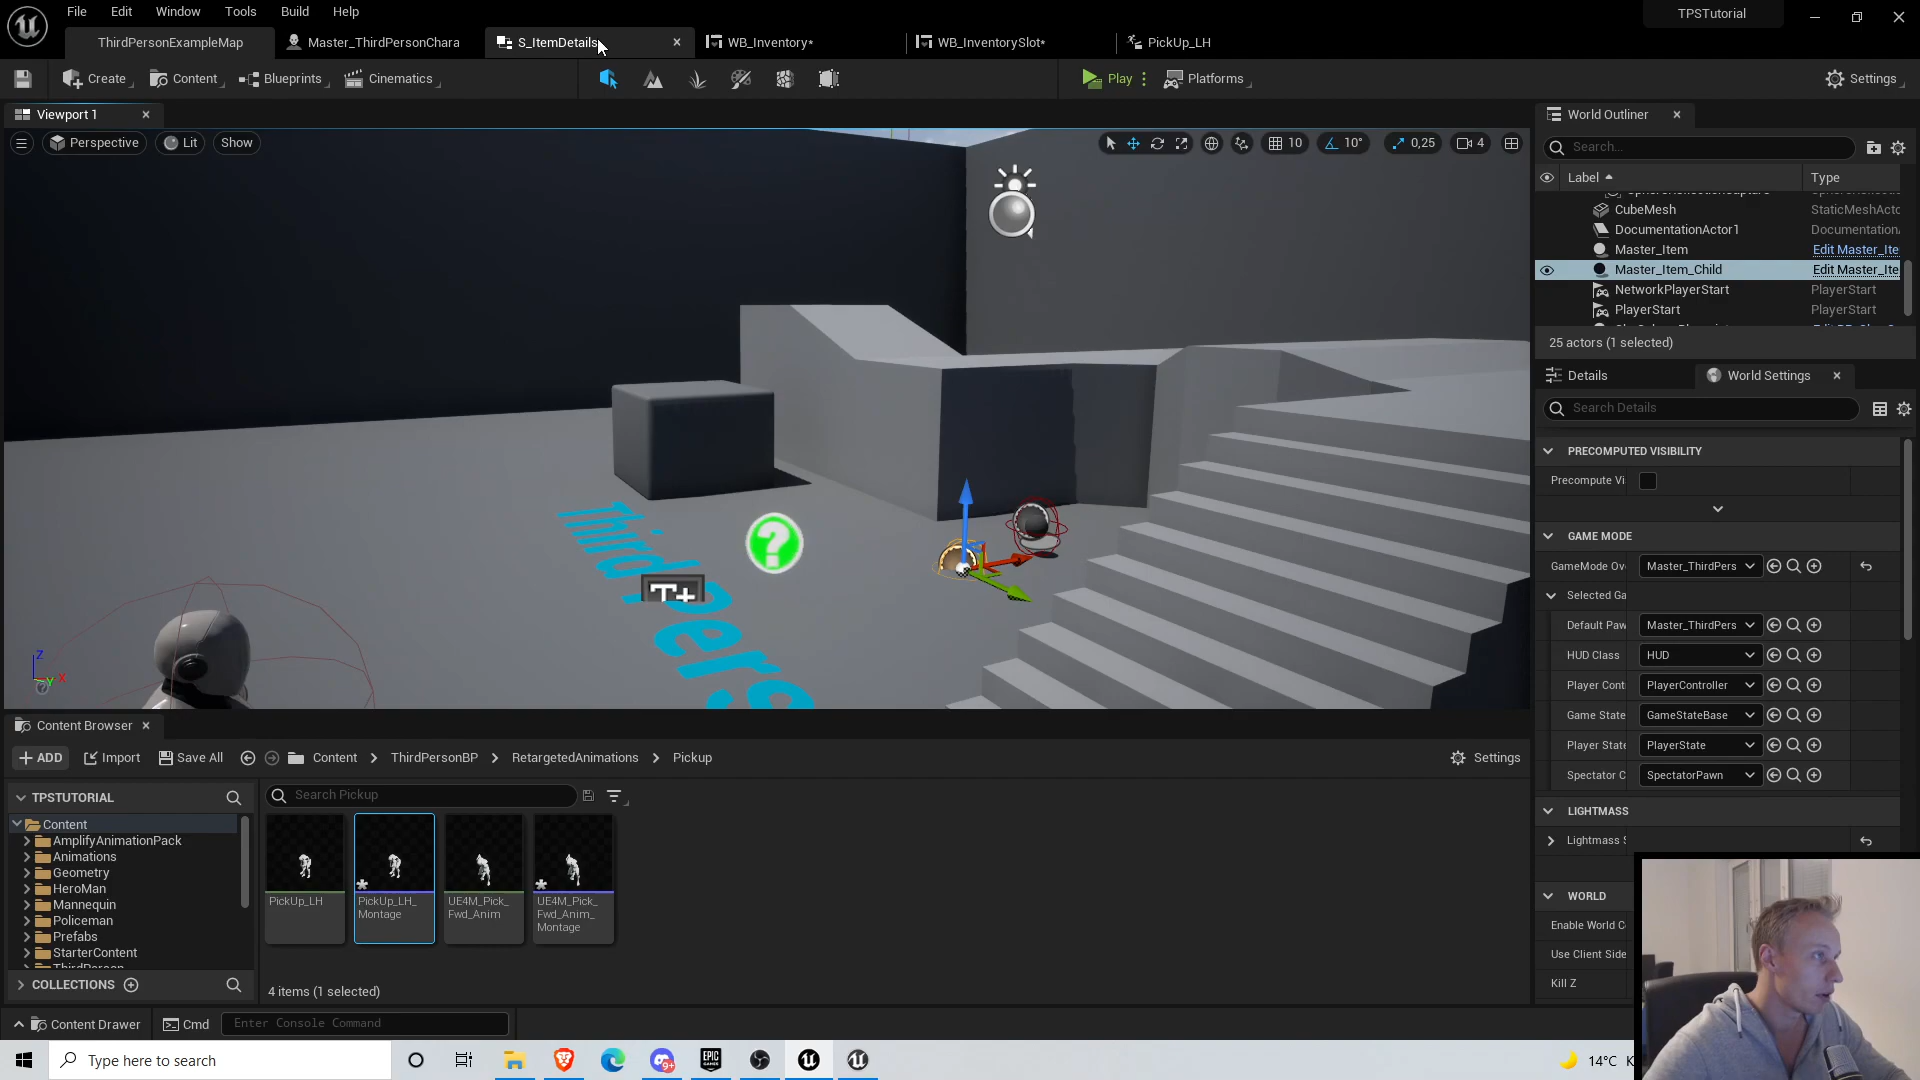 File Edit Window Tools Build Help
TPSTutorial
ThirdPersonExampleMap
Master_ThirdPersonChara
S_ItemDetails
WB_Inventory*
WB_InventorySlot*
PickUp_LH
Create
Content
Blueprints
Cinematics
Play
Platforms
Settings
Viewport 1
Perspective
Lit
Show
10
10°
0,25
4
World Outliner
Search...
Label
Type
CubeMesh StaticMeshActo
DocumentationActor1 Documentation
Master_Item Edit Master_Ite
Master_Item_Child Edit Master_Ite
NetworkPlayerStart PlayerStart
PlayerStart PlayerStart
25 actors (1 selected)
Details
World Settings
Search Details
PRECOMPUTED VISIBILITY
Precompute Vi
GAME MODE
GameMode Ov Master_ThirdPers
Selected Ga
Default Paw Master_ThirdPers
HUD Class HUD
Player Cont PlayerController
Game State GameStateBase
Player State PlayerState
Spectator C SpectatorPawn
LIGHTMASS
Lightmass S
WORLD
Enable World C
Use Client Side
Kill Z
Third Pers
?
T+
Z
X
Y
Content Browser
ADD
Import
Save All
Content
ThirdPersonBP
RetargetedAnimations
Pickup
Settings
TPSTUTORIAL
Search Pickup
Content
AmplifyAnimationPack
Animations
Geometry
HeroMan
Mannequin
Policeman
Prefabs
StarterContent
ThirdPerson
COLLECTIONS
PickUp_LH
PickUp_LH_
Montage
UE4M_Pick_
Fwd_Anim
UE4M_Pick_
Fwd_Anim_
Montage
4 items (1 selected)
Content Drawer
Cmd
Enter Console Command
Type here to search
9+
EPIC
GAMES
14°C